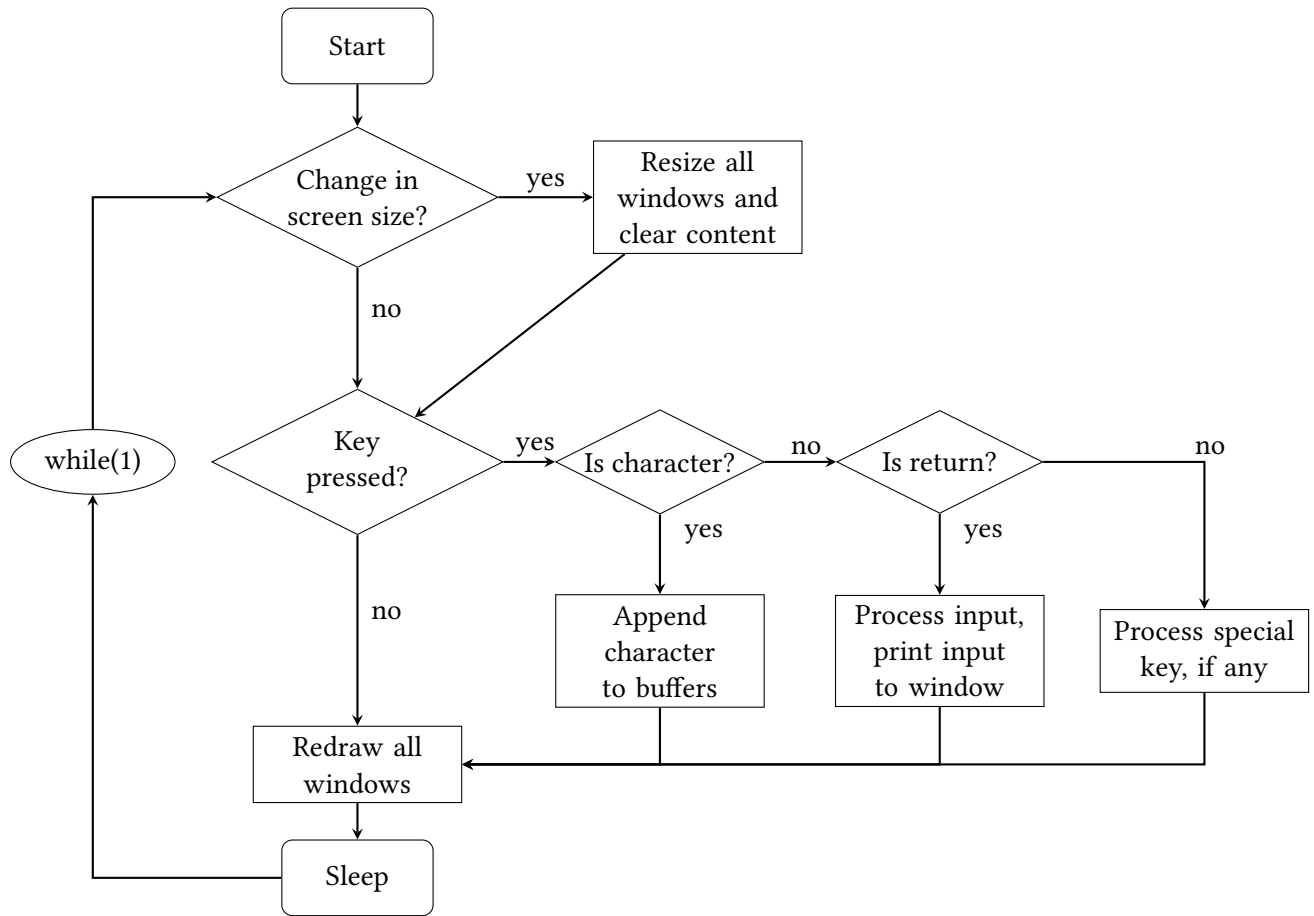 Start
Change in
screen size?
yes
Resize all
windows and
clear content
no
while(1)
Key
pressed?
yes
Is character?
no
Is return?
no
yes
yes
no
Append
character
to buffers
Process input,
print input
to window
Process special
key, if any
Redraw all
windows
Sleep